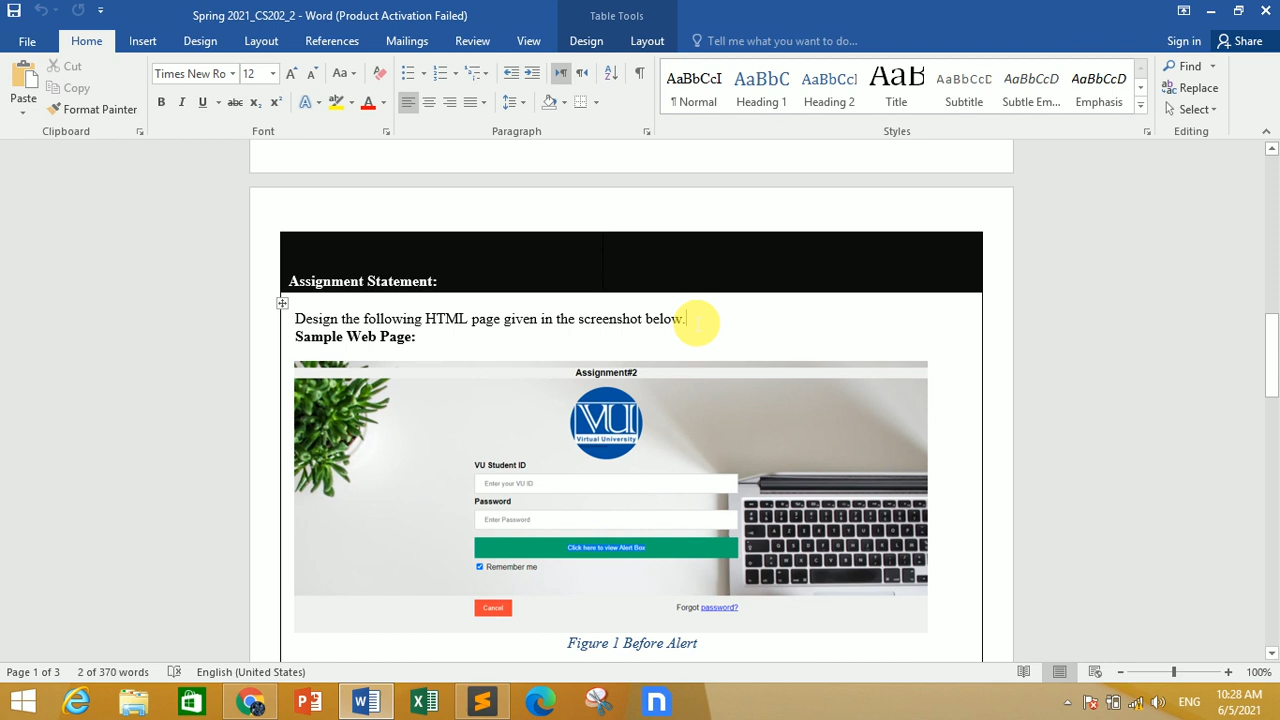 Spring 2021_CS202_2 - Word (Product Activation Failed)
Table Tools
File
Home
Insert
Design
Layout
References
Mailings
Review
View
Design
Layout
Tell me what you want to do...
Sign in
Share
Paste
Cut
Copy
Format Painter
Clipboard
Times New Ro
12
Font
Paragraph
AaBbCcI
AaBbC
AaBbCcI
AaB
AaBbCcD
AaBbCcD
AaBbCcD
¶ Normal
Heading 1
Heading 2
Title
Subtitle
Subtle Em...
Emphasis
Styles
Find
Replace
Select
Editing
Assignment Statement:
Design the following HTML page given in the screenshot below.
Sample Web Page:
Assignment#2
VU
Virtual University
VU Student ID
Enter your VU ID
Password
Enter Password
Click here to view Alert Box
Remember me
Cancel
Forgot password?
Figure 1 Before Alert
Page 1 of 3
2 of 370 words
English (United States)
100%
ENG
10:28 AM
6/5/2021